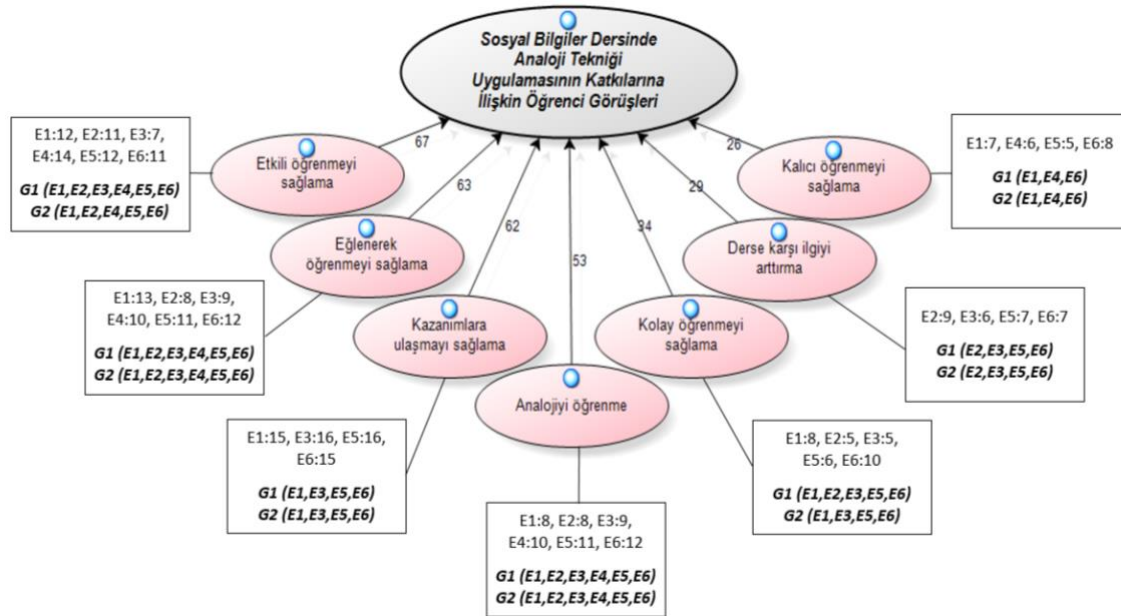 Sosyal Bilgiler Dersinde
Analoji Tekniği
Uygulamasının Katkılarına
İlişkin Öğrenci Görüşleri
67
63
62
53
34
29
26
E1:12, E2:11, E3:7,
E4:14, E5:12, E6:11
G1 (E1,E2,E3,E4,E5,E6)
G2 (E1,E2,E4,E5,E6)
Etkili öğrenmeyi
sağlama
Kalıcı öğrenmeyi
sağlama
E1:7, E4:6, E5:5, E6:8
G1 (E1,E4,E6)
G2 (E1,E4,E6)
Eğlenerek
öğrenmeyi sağlama
Derse karşı ilgiyi
arttırma
E1:13, E2:8, E3:9,
E4:10, E5:11, E6:12
G1 (E1,E2,E3,E4,E5,E6)
G2 (E1,E2,E3,E4,E5,E6)
Kazanımlara
ulaşmayı sağlama
Kolay öğrenmeyi
sağlama
E2:9, E3:6, E5:7, E6:7
G1 (E2,E3,E5,E6)
G2 (E2,E3,E5,E6)
Analojiyi öğrenme
E1:15, E3:16, E5:16,
E6:15
G1 (E1,E3,E5,E6)
G2 (E1,E3,E5,E6)
E1:8, E2:5, E3:5,
E5:6, E6:10
G1 (E1,E2,E3,E5,E6)
G2 (E1,E3,E5,E6)
E1:8, E2:8, E3:9,
E4:10, E5:11, E6:12
G1 (E1,E2,E3,E4,E5,E6)
G2 (E1,E2,E3,E4,E5,E6)